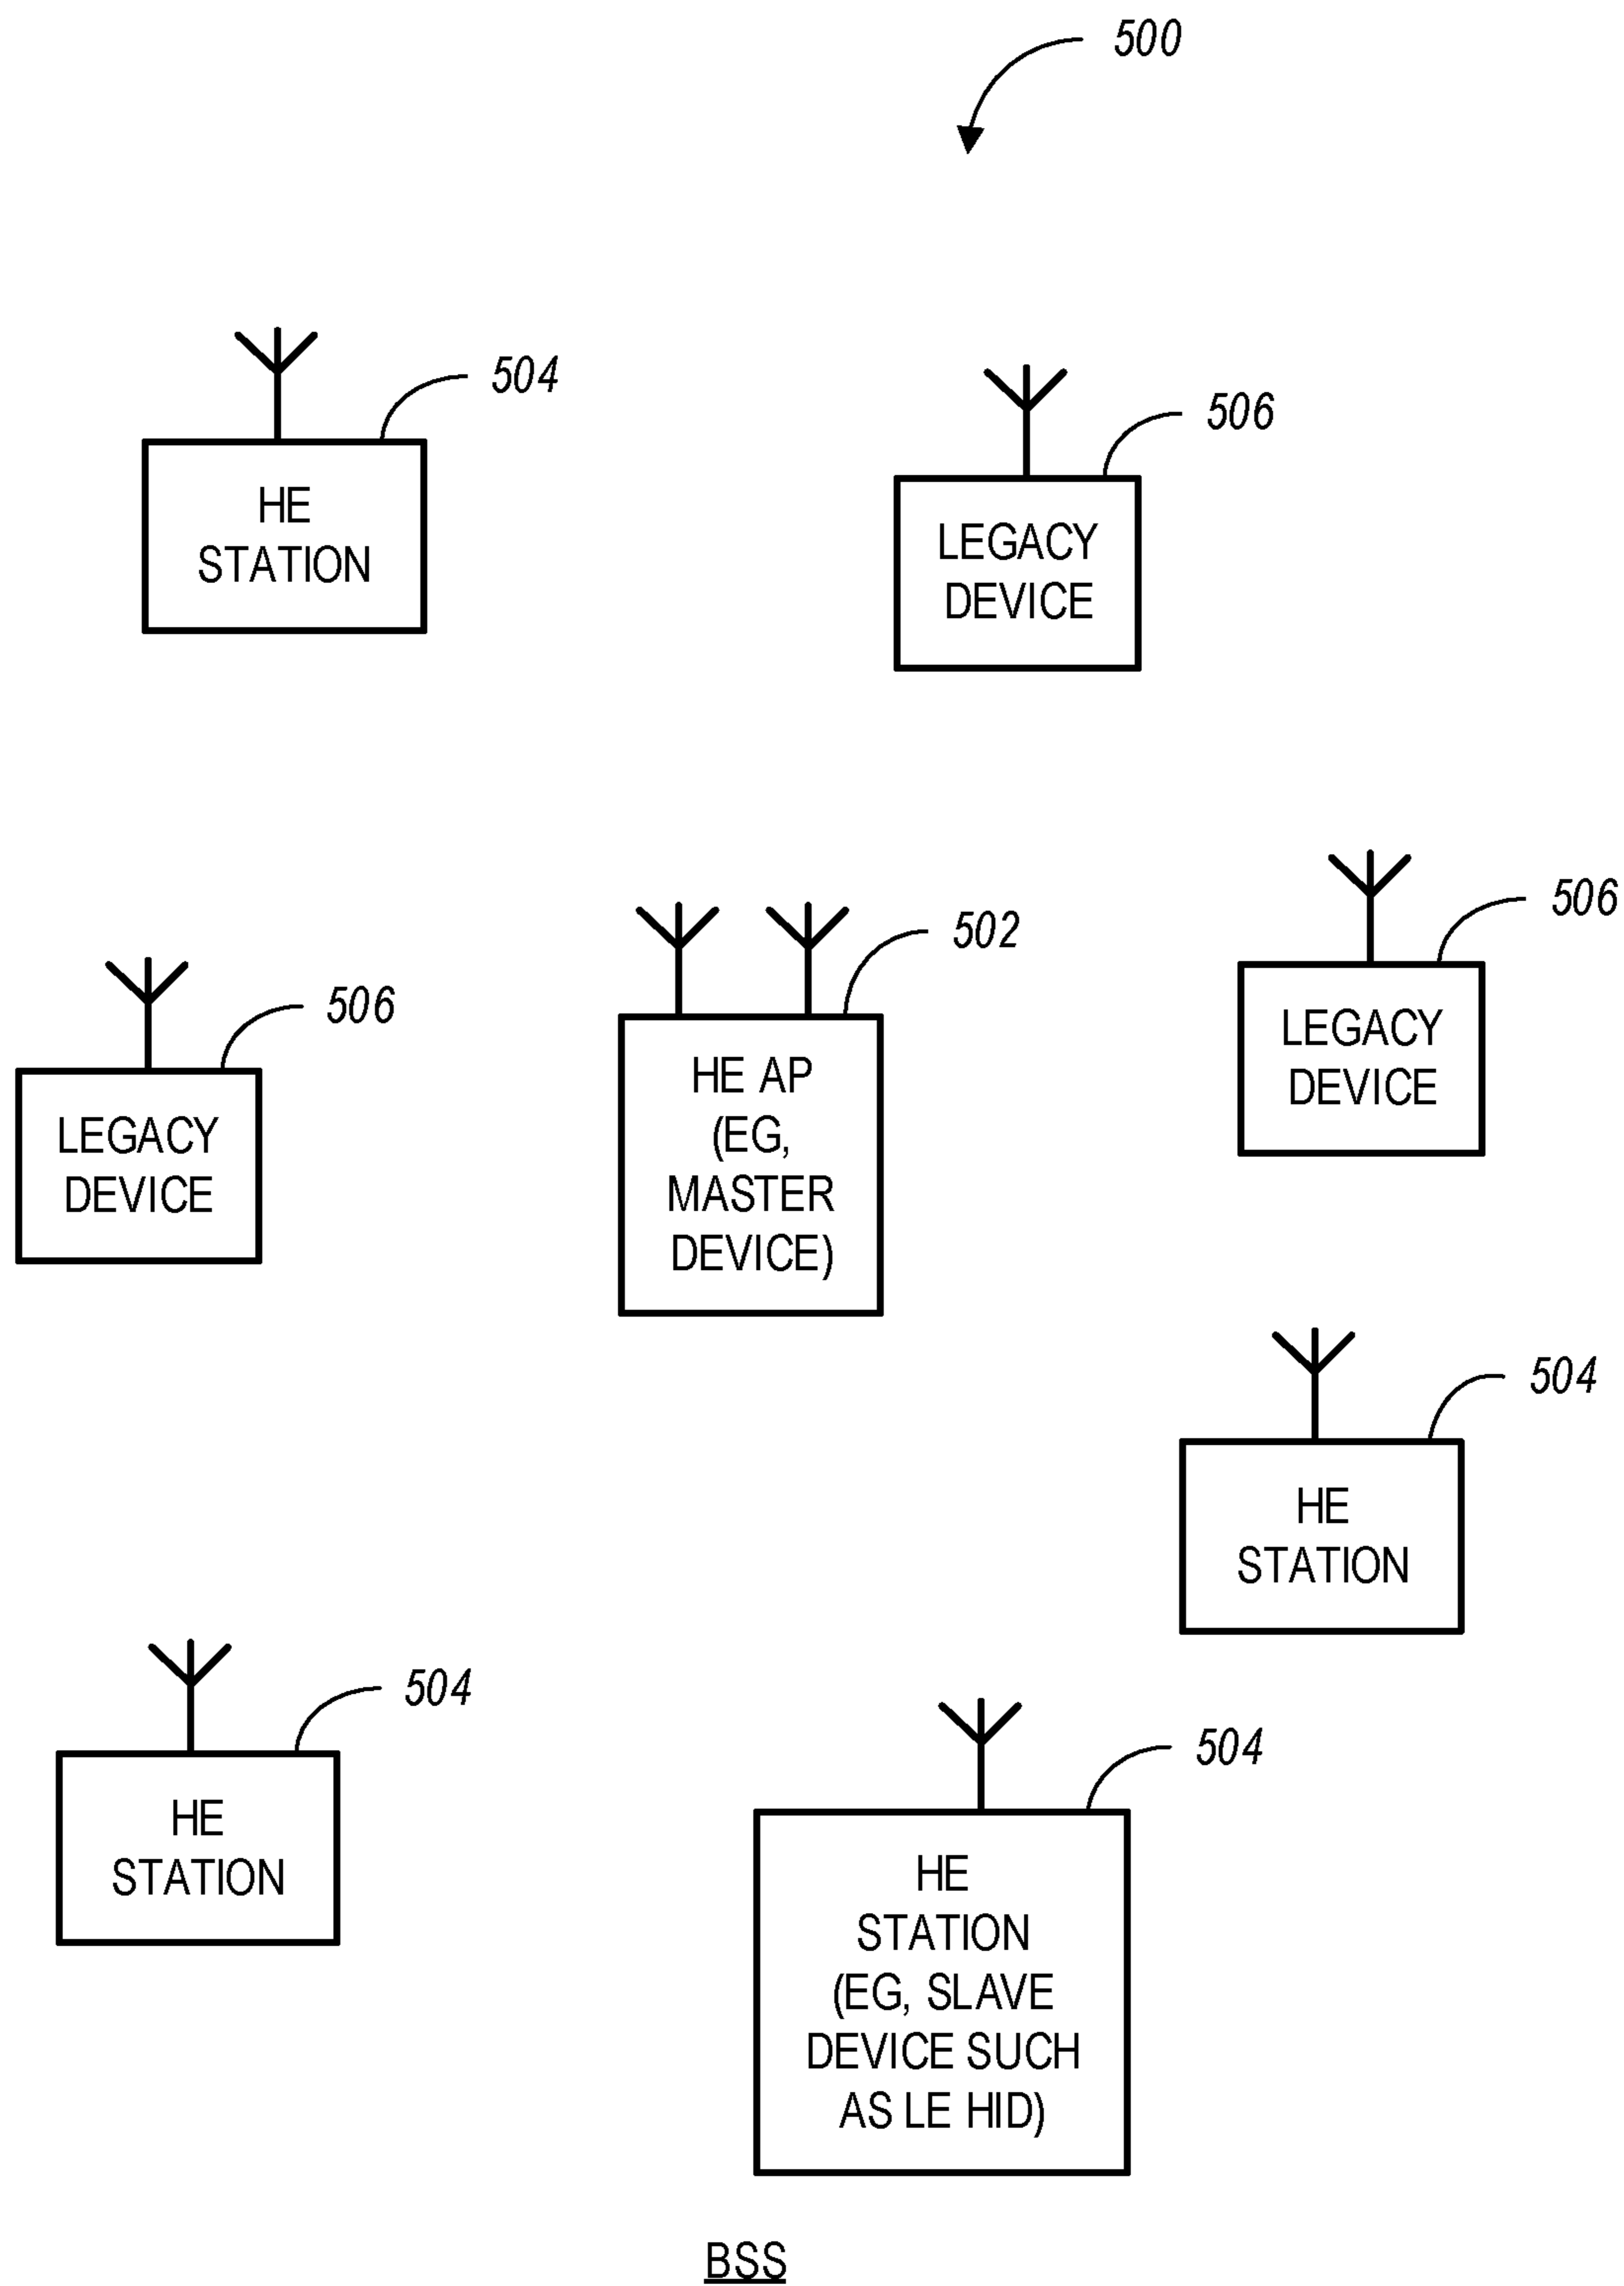 500
504
HE
STATION
506
LEGACY
DEVICE
506
LEGACY
DEVICE
502
HE AP
(EG,
MASTER
DEVICE)
506
LEGACY
DEVICE
504
HE
STATION
504
HE
STATION
504
HE
STATION
(EG, SLAVE
DEVICE SUCH
AS LE HID)
BSS